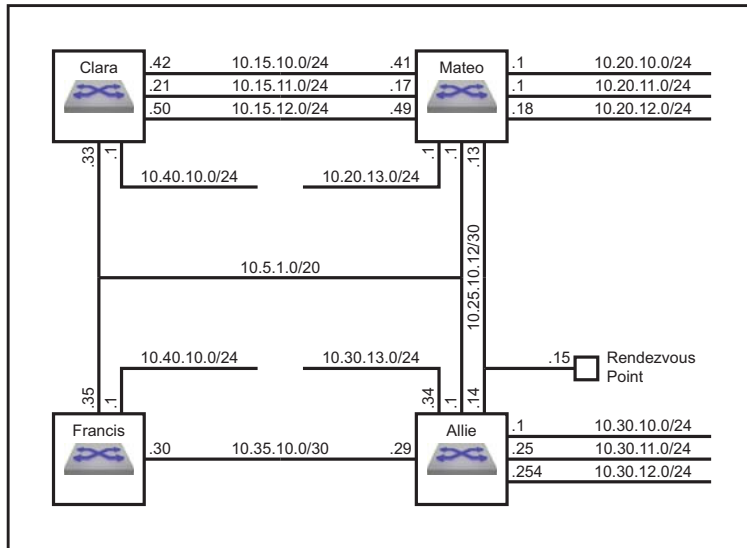 Clara
.42 10.15.10.0/24 .41
.21 10.15.11.0/24 .17
.50 10.15.12.0/24 .49
Mateo
.1 10.20.10.0/24
.1 10.20.11.0/24
.18 10.20.12.0/24
.33
.1
.1
.1
.13
10.40.10.0/24
10.20.13.0/24
10.5.1.0/20
10.25.10.12/30
10.40.10.0/24
10.30.13.0/24
.15
Rendezvous
Point
.35
.1
.34
.1
.14
Francis
.30 10.35.10.0/30 .29
Allie
.1 10.30.10.0/24
.25 10.30.11.0/24
.254 10.30.12.0/24